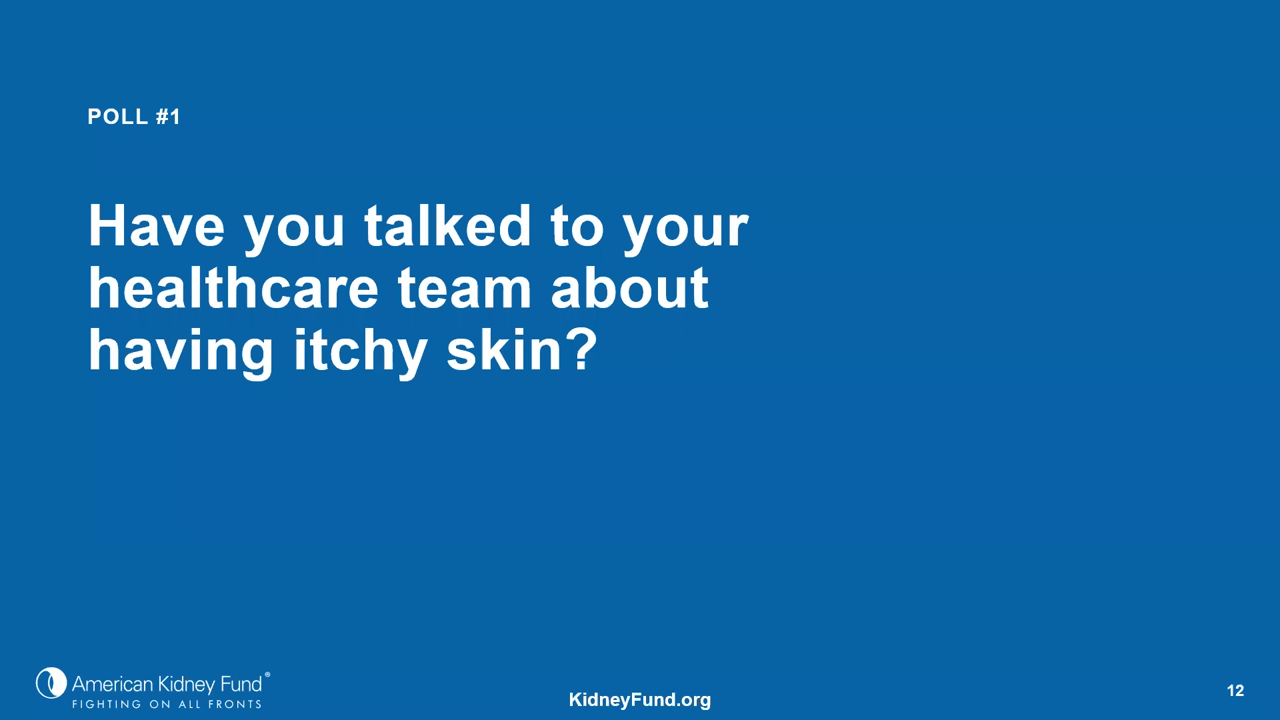 POLL #1
Have you talked to your
healthcare team about
having itchy skin?
American Kidney Fund®
FIGHTING ON ALL FRONTS
KidneyFund.org
12